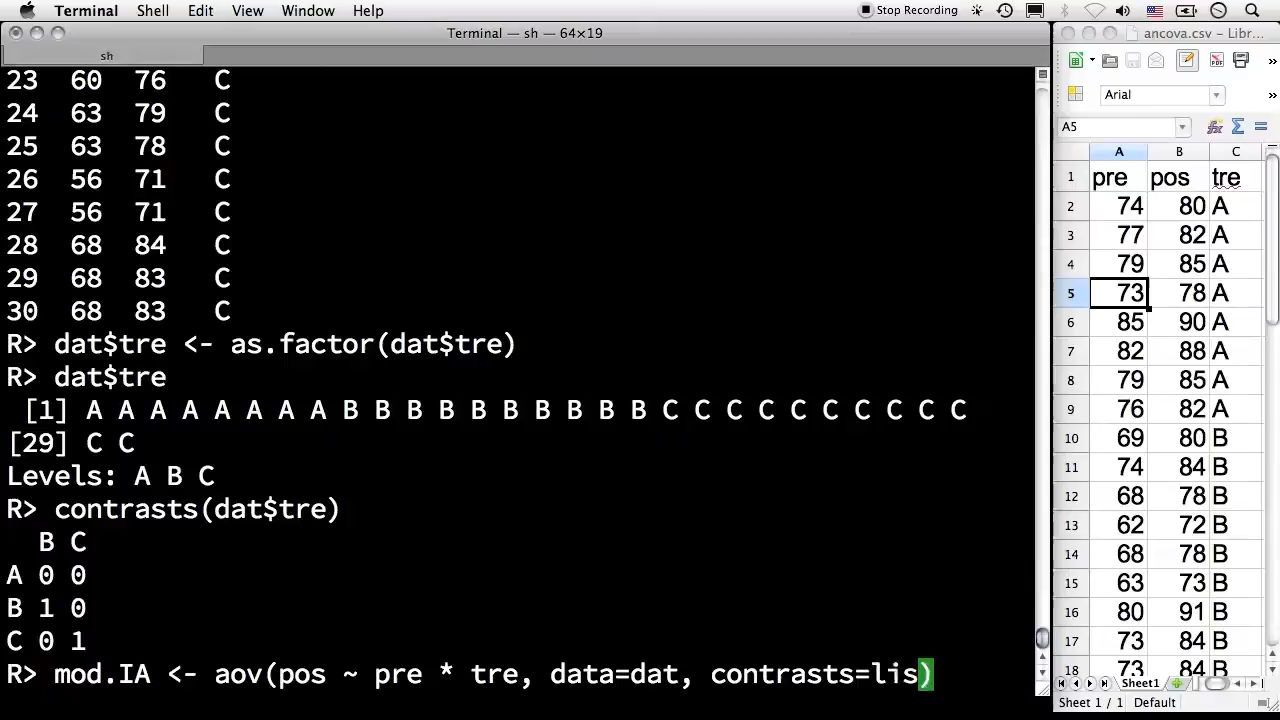 Terminal Shell Edit View Window Help Stop Recording
Terminal — sh — 64×19
sh
23 60 76 C
24 63 79 C
25 63 78 C
26 56 71 C
27 56 71 C
28 68 84 C
29 68 83 C
30 68 83 C
R> dat$tre <- as.factor(dat$tre)
R> dat$tre
[1] A A A A A A A A B B B B B B B B B B C C C C C C C C C C
[29] C C
Levels: A B C
R> contrasts(dat$tre)
B C
A 0 0
B 1 0
C 0 1
R> mod.IA <- aov(pos ~ pre * tre, data=dat, contrasts=lis)
ancova.csv – Libr...
PDF »
Arial »
A5
A B C
1 pre pos tre
2 74 80 A
3 77 82 A
4 79 85 A
5 73 78 A
6 85 90 A
7 82 88 A
8 79 85 A
9 76 82 A
10 69 80 B
11 74 84 B
12 68 78 B
13 62 72 B
14 68 78 B
15 63 73 B
16 80 91 B
17 73 84 B
18 73 84 B
Sheet1
Sheet 1 / 1 Default